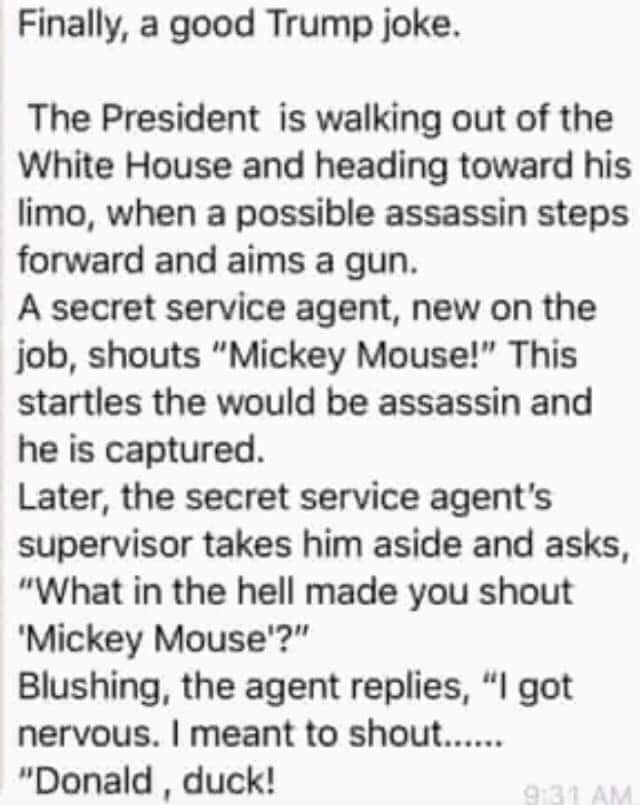 Finally, a good Trump joke.
The President  is walking out of the
White House and heading toward his
limo, when a possible assassin steps
forward and aims a gun.
A secret service agent, new on the
job, shouts “Mickey Mouse!” This
startles the would be assassin and
he is captured.
Later, the secret service agent’s
supervisor takes him aside and asks,
“What in the hell made you shout
'Mickey Mouse'?”
Blushing, the agent replies, “I got
nervous. I meant to shout......
“Donald , duck!
9:31 AM